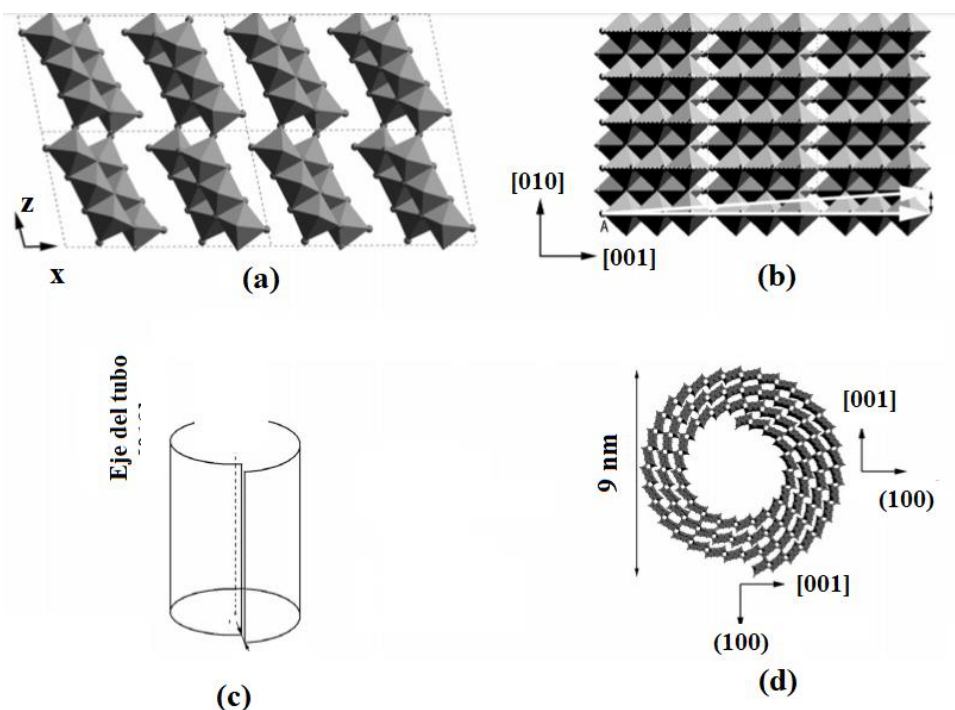 z
x
(a)
[010]
A
[001]
(b)
Eje del tubo
(c)
9 nm
[001]
(100)
[001]
(100)
(d)